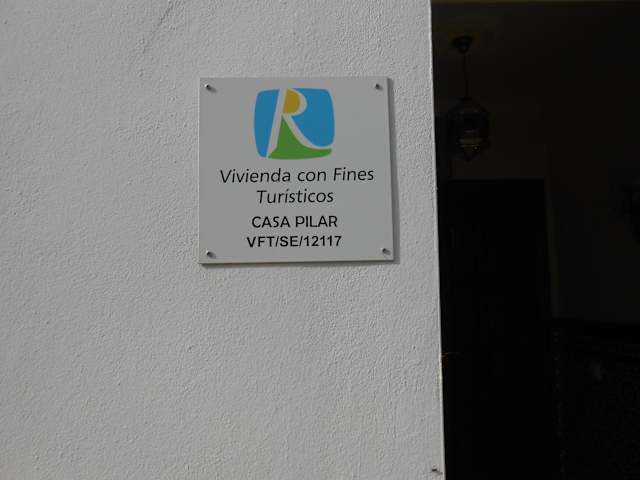 R
Vivienda con Fines
Turísticos
CASA PILAR
VFT/SE/12117